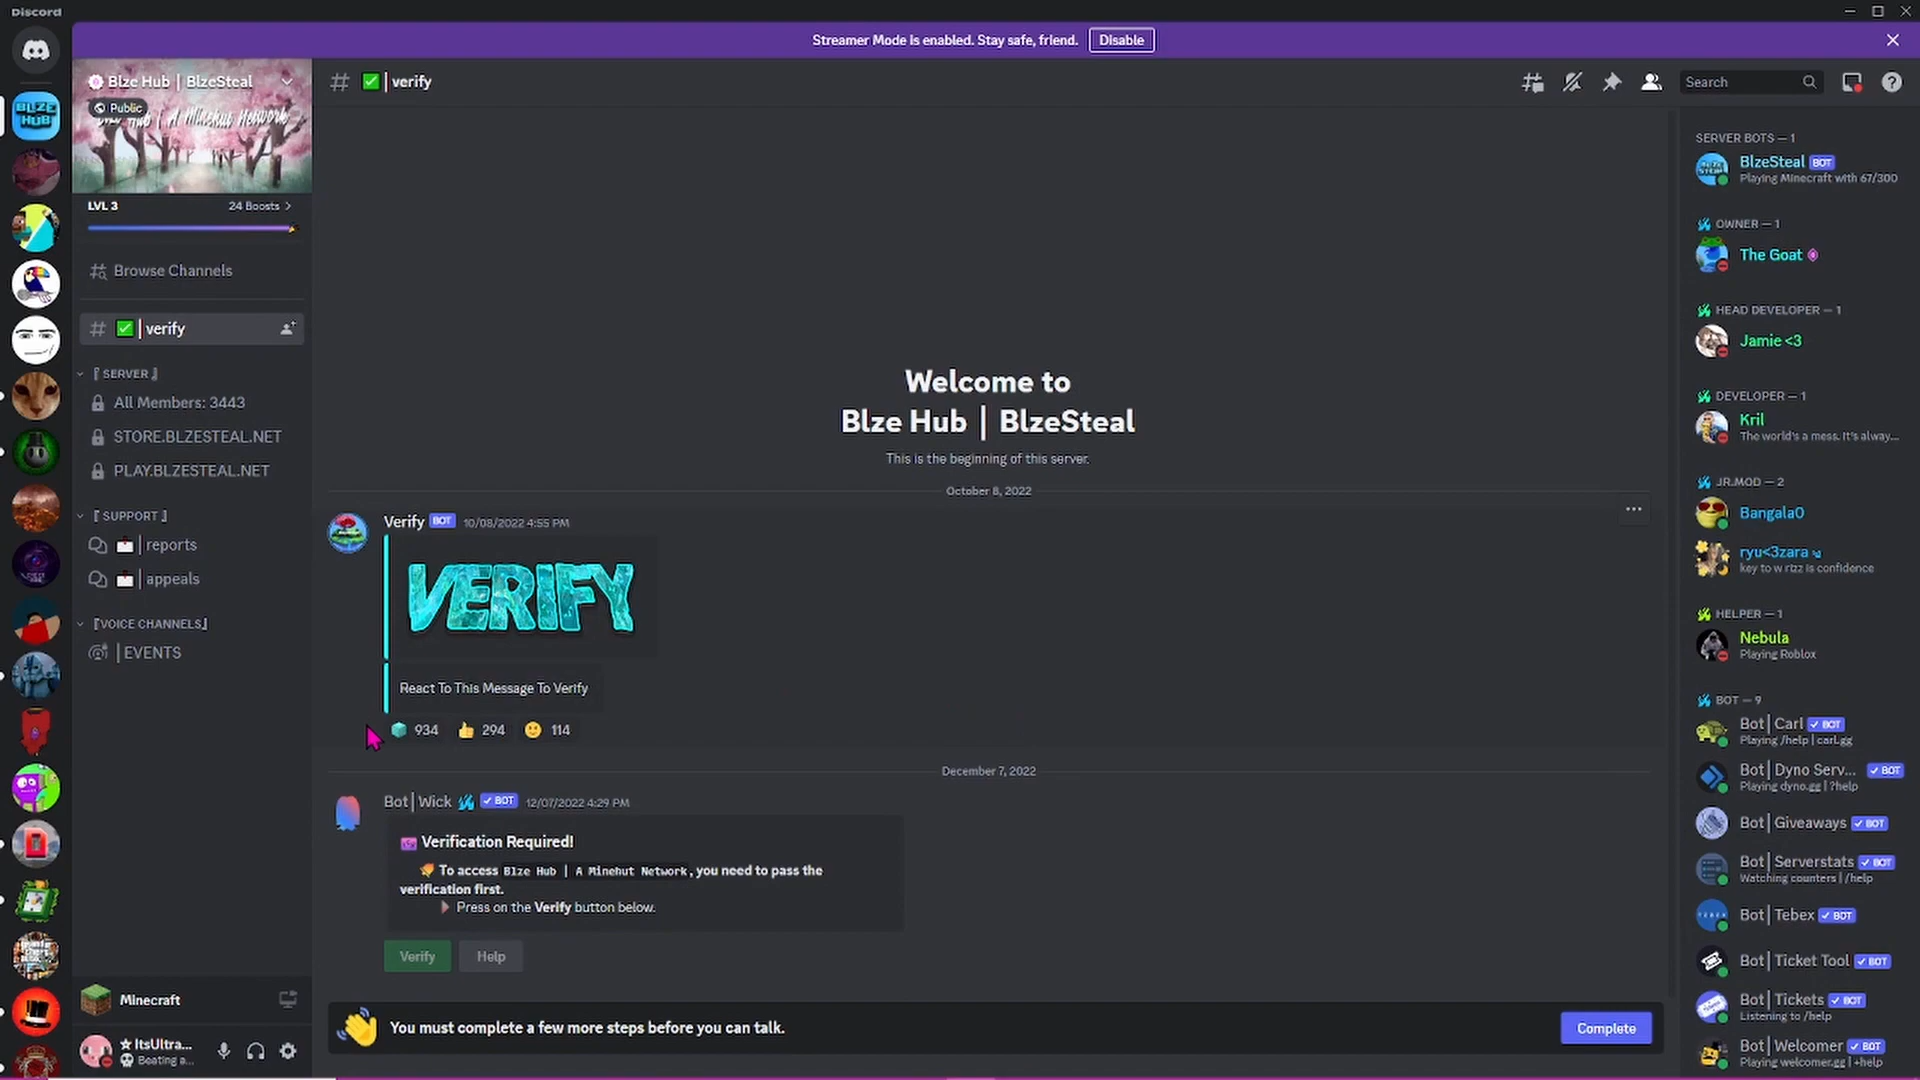 Discord
Streamer Mode is enabled. Stay safe, friend. Disable
Blze Hub | BlzeSteal
Public
LVL 3 24 Boosts
Browse Channels
verify
『 SERVER 』
All Members: 3443
STORE.BLZESTEAL.NET
PLAY.BLZESTEAL.NET
『 SUPPORT 』
| reports
| appeals
『VOICE CHANNELS』
| EVENTS
Minecraft
★ ItsUltra...
Beating a...
| verify
Search
Welcome to
Blze Hub | BlzeSteal
This is the beginning of this server.
October 8, 2022
Verify BOT 10/08/2022 4:55 PM
VERIFY
React To This Message To Verify
934 294 114
December 7, 2022
Bot | Wick BOT 12/07/2022 4:29 PM
Verification Required!
To access Blze Hub | A Minehut Network, you need to pass the
verification first.
Press on the Verify button below.
Verify Help
You must complete a few more steps before you can talk.
Complete
SERVER BOTS — 1
BlzeSteal BOT
Playing Minecraft with 67/300
OWNER — 1
The Goat
HEAD DEVELOPER — 1
Jamie <3
DEVELOPER — 1
Kril
The world's a mess. It's alway...
JR.MOD — 2
Bangala0
ryu<3zara
key to w rizz is confidence
HELPER — 1
Nebula
Playing Roblox
BOT — 9
Bot | Carl BOT
Playing /help | carl.gg
Bot | Dyno Serv... BOT
Playing dyno.gg | ?help
Bot | Giveaways BOT
Bot | Serverstats BOT
Watching counters | /help
Bot | Tebex BOT
Bot | Ticket Tool BOT
Bot | Tickets BOT
Listening to /help
Bot | Welcomer BOT
Playing welcomer.gg | +help